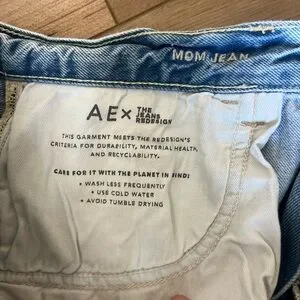 MOM JEAN
AE× THE
JEANS
REDESIGN
THIS GARMENT MEETS THE REDESIGN'S
CRITERIA FOR DURABILITY, MATERIAL HEALTH,
AND RECYCLABILITY.
CARE FOR IT WITH THE PLANET IN MIND!
• WASH LESS FREQUENTLY
• USE COLD WATER
• AVOID TUMBLE DRYING